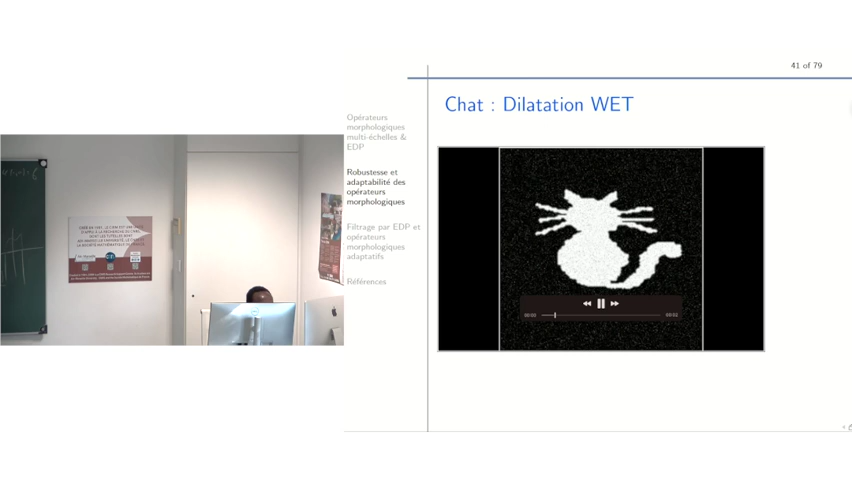 41 of 79
Chat : Dilatation WET
Opérateurs
morphologiques
multi-échelles &
EDP
Robustesse et
adaptabilité des
opérateurs
morphologiques
Filtrage par EDP et
opérateurs
morphologiques
adaptatifs
Références
00:00
00:02